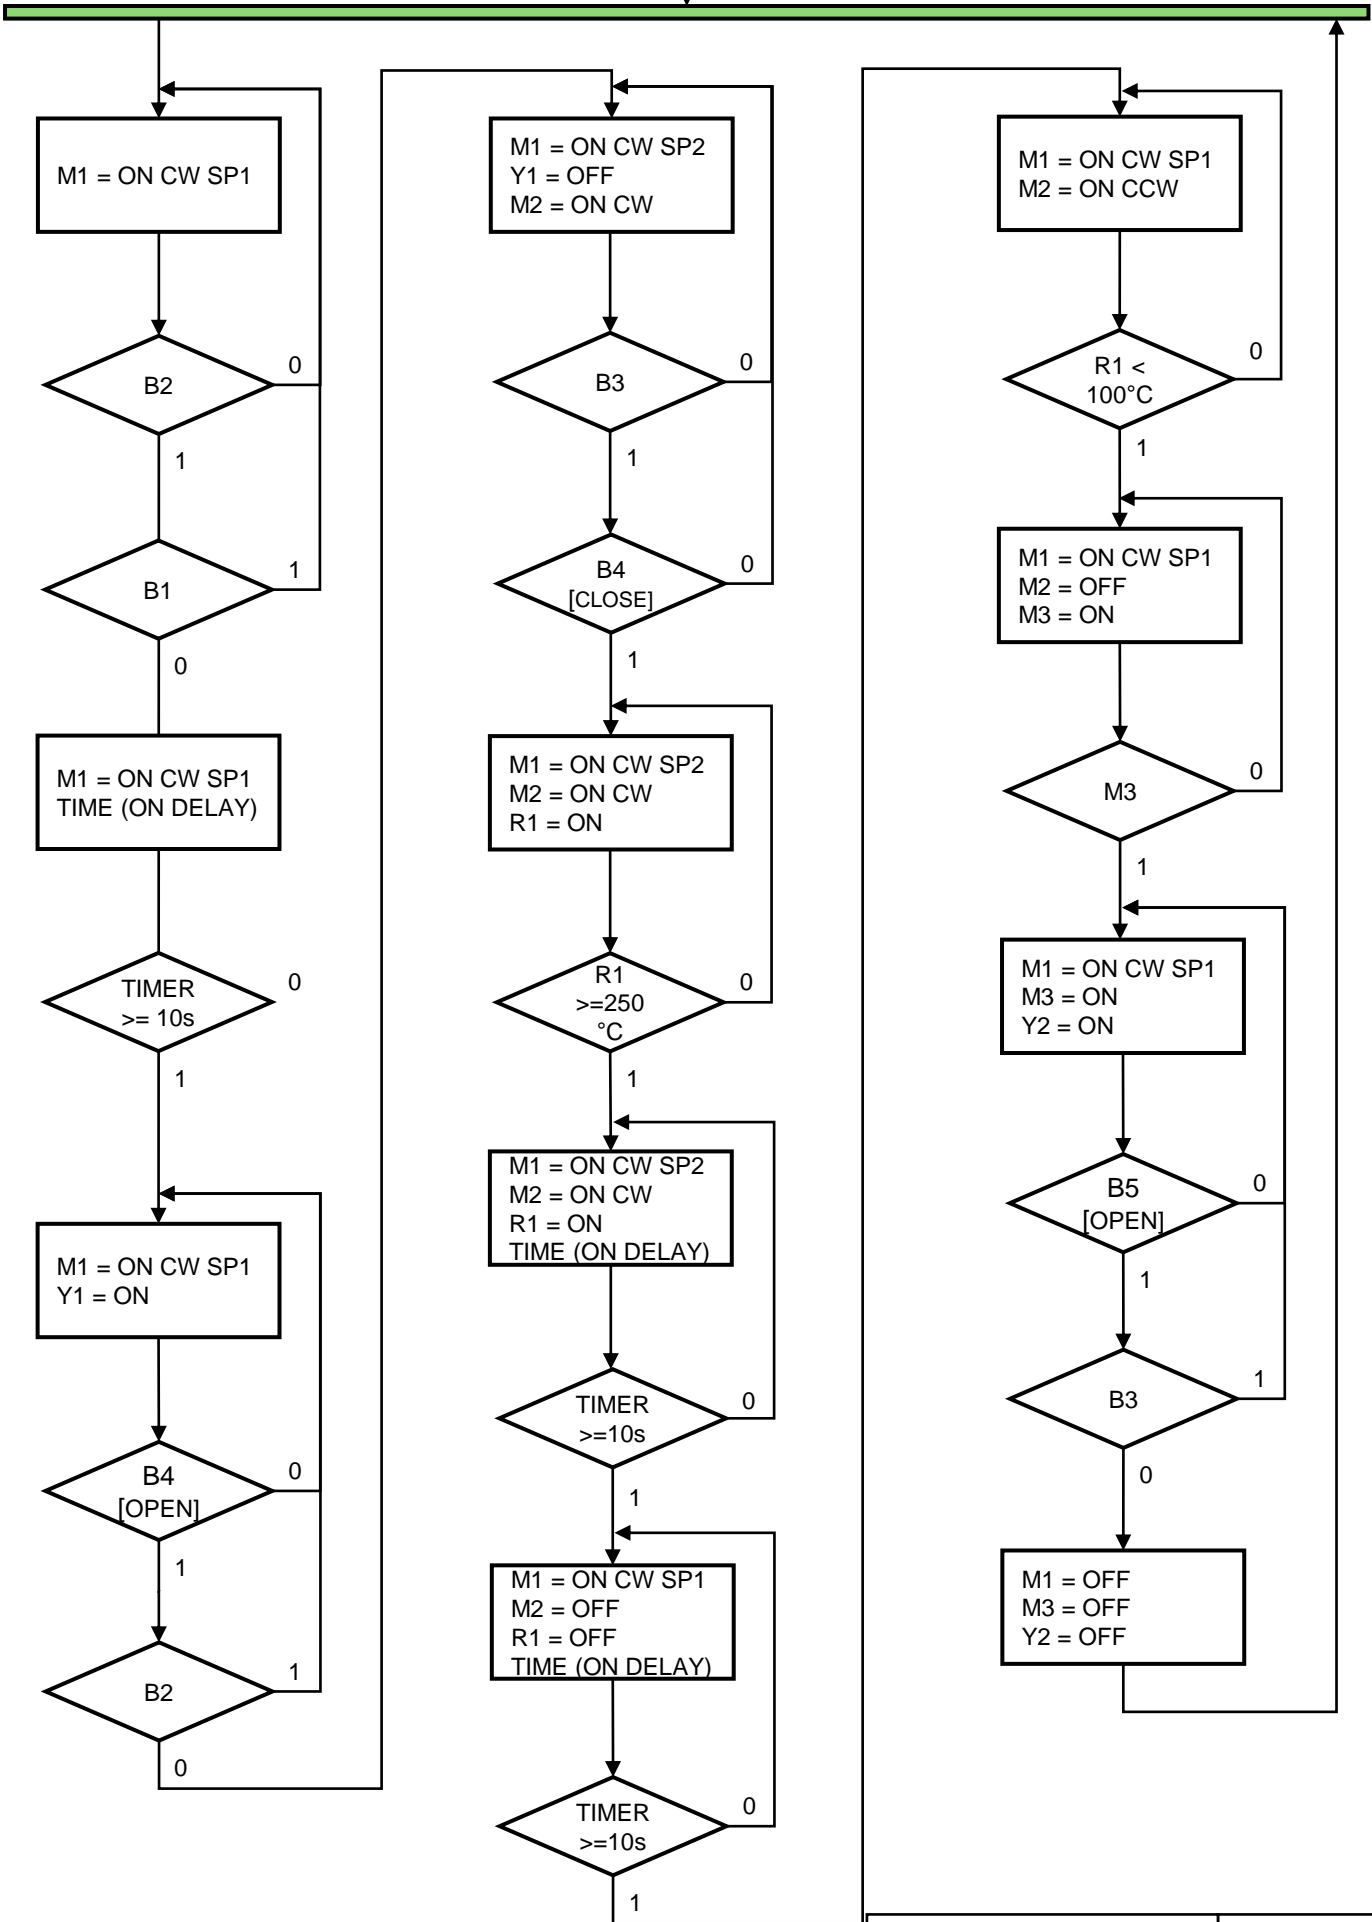 M1 = ON CW SP1
B2
0
1
B1
1
0
M1 = ON CW SP1
TIME (ON DELAY)
TIMER
>= 10s
0
1
M1 = ON CW SP1
Y1 = ON
B4
[OPEN]
0
1
B2
1
0
M1 = ON CW SP2
Y1 = OFF
M2 = ON CW
B3
0
1
B4
[CLOSE]
0
1
M1 = ON CW SP2
M2 = ON CW
R1 = ON
R1
>=250
°C
0
1
M1 = ON CW SP2
M2 = ON CW
R1 = ON
TIME (ON DELAY)
TIMER
>=10s
0
1
M1 = ON CW SP1
M2 = OFF
R1 = OFF
TIME (ON DELAY)
TIMER
>=10s
0
1
M1 = ON CW SP1
M2 = ON CCW
R1 <
100°C
0
1
M1 = ON CW SP1
M2 = OFF
M3 = ON
M3
0
1
M1 = ON CW SP1
M3 = ON
Y2 = ON
B5
[OPEN]
0
1
B3
1
0
M1 = OFF
M3 = OFF
Y2 = OFF